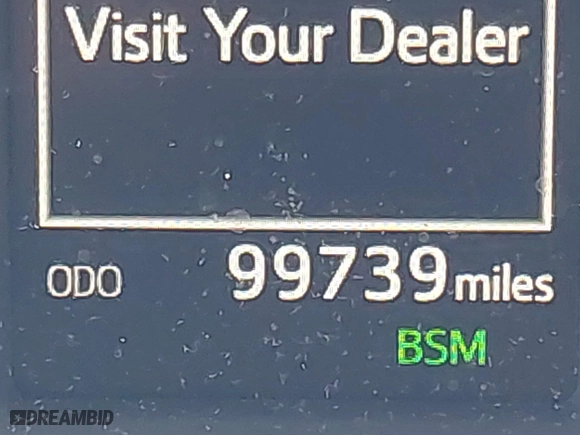 Visit Your Dealer
ODO 99739 miles
BSM
DREAMBID